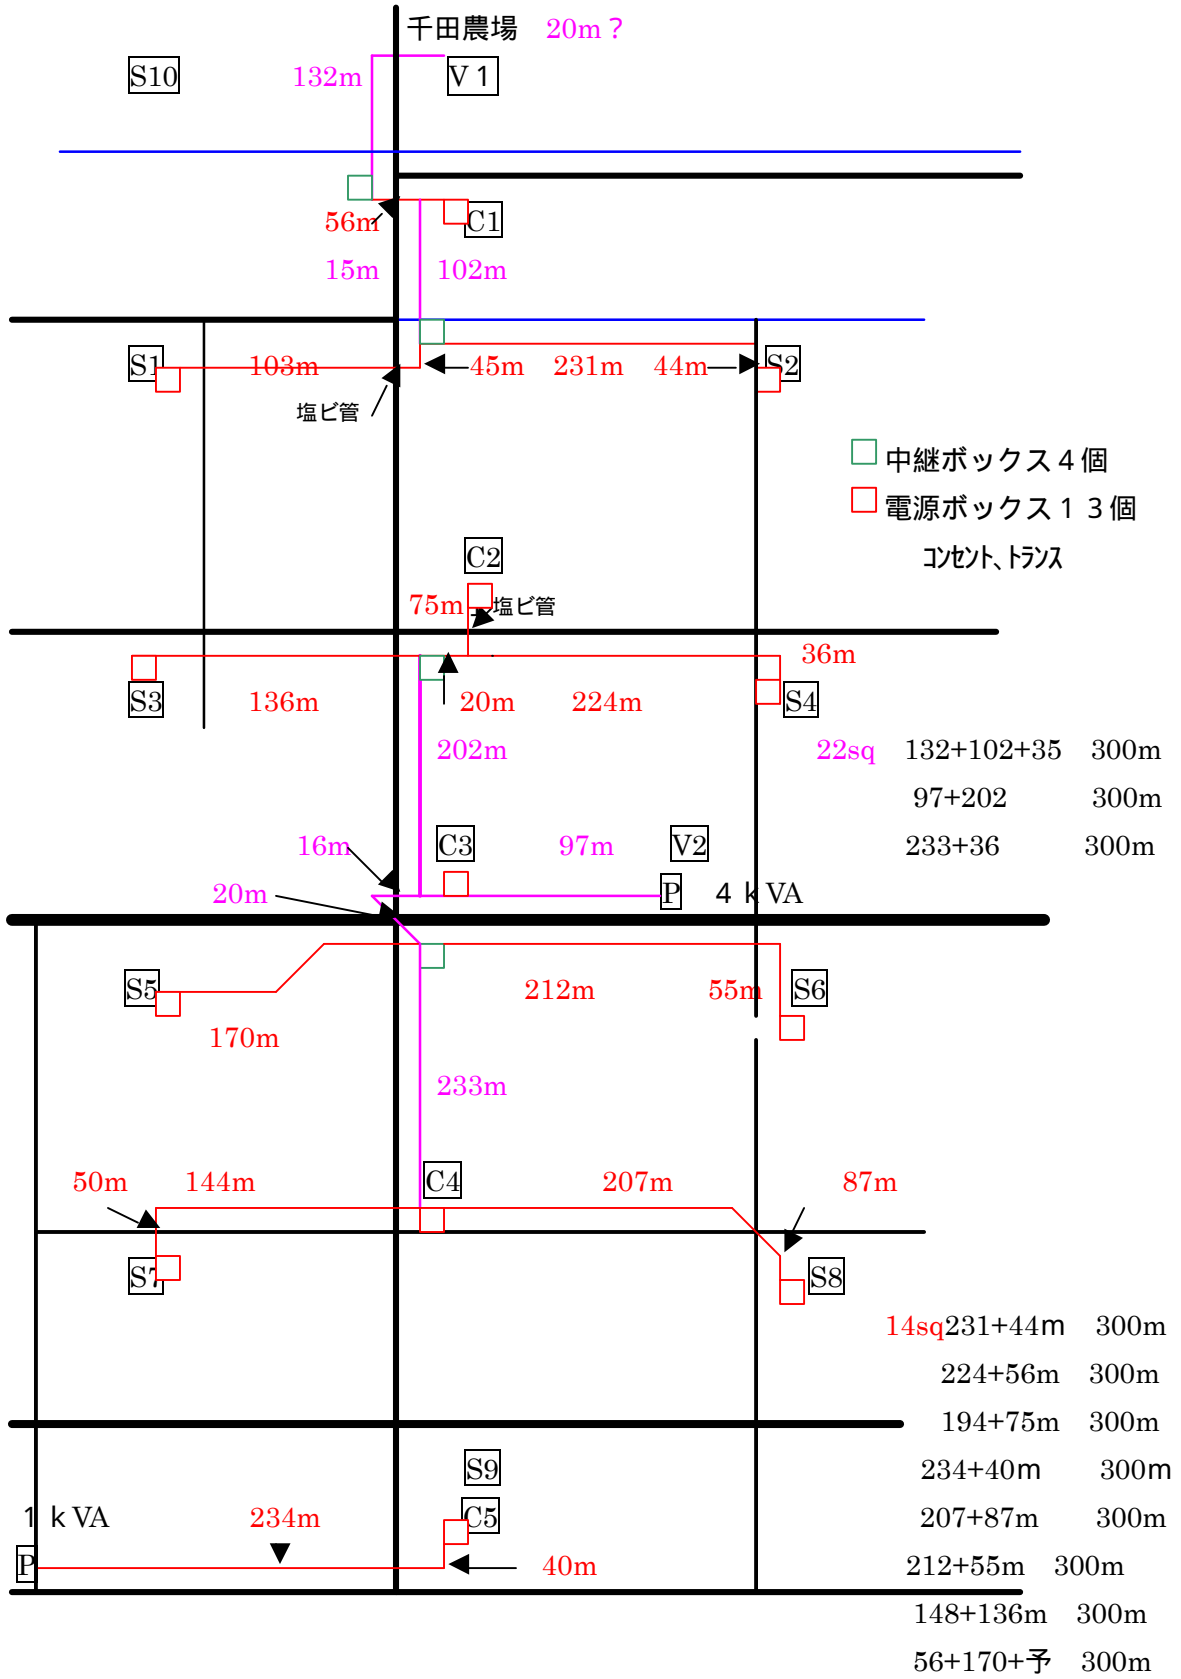 千田農場 20m？
S10 132m V１
56m C1
15m 102m
S1 103m 45m 231m 44m S2
塩ビ管
中継ボックス４個
電源ボックス１３個
コンセント、トランス
C2
75m 塩ビ管
36m
S3 136m 20m 224m S4
202m 22sq 132+102+35 300m
97+202 300m
16m C3 97m V2 233+36 300m
20m P ４ｋVA
S5 212m 55m S6
170m
233m
50m 144m C4 207m 87m
S7 S8
14sq231+44ｍ 300m
224+56m 300m
194+75m 300m
S9 234+40ｍ 300ｍ
１ｋVA 234m C5 207+87m 300m
P 40m 212+55m 300m
148+136m 300m
56+170+予 300m